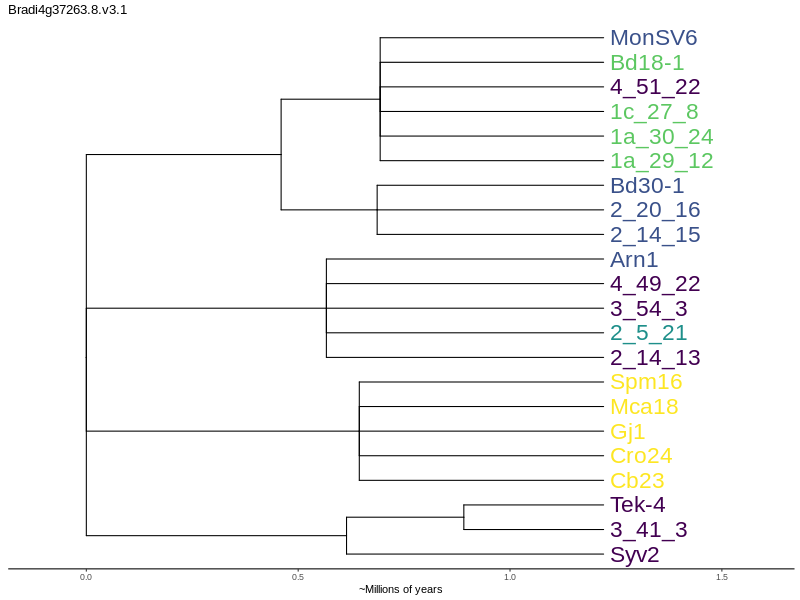 Bradi4g37263.8.v3.1
MonSV6
Bd18-1
4_51_22
1c_27_8
1a_30_24
1a_29_12
Bd30-1
2_20_16
2_14_15
Arn1
4_49_22
3_54_3
2_5_21
2_14_13
Spm16
Mca18
Gj1
Cro24
Cb23
Tek-4
3_41_3
Syv2
0.0 0.5 1.0 1.5
~Millions of years